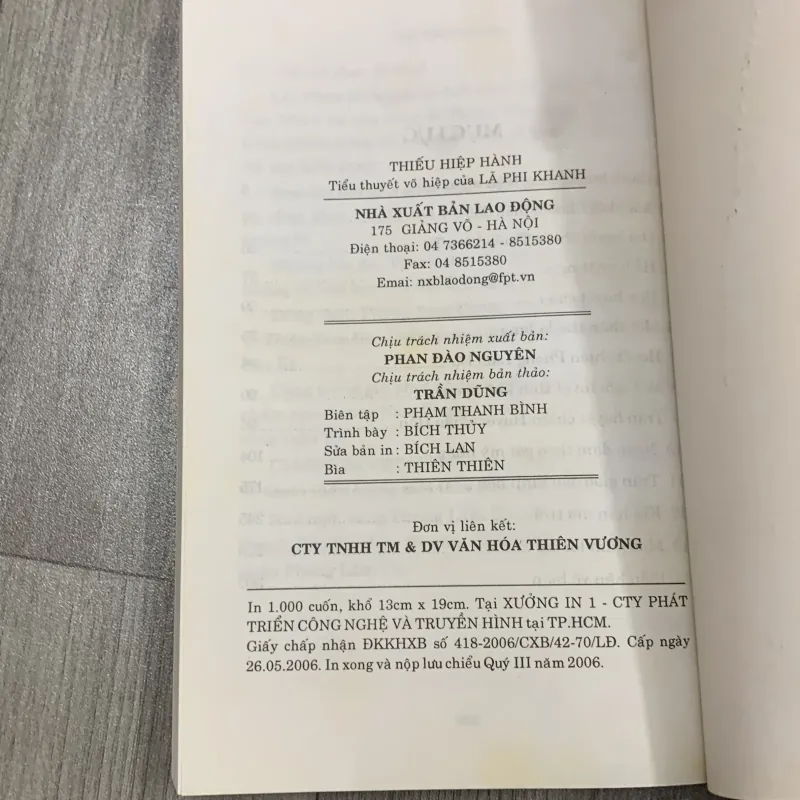 THIẾU HIỆP HÀNH
Tiểu thuyết võ hiệp của LÃ PHI KHANH
NHÀ XUẤT BẢN LAO ĐỘNG
175 GIẢNG VÕ - HÀ NỘI
Điện thoại: 04 7366214 - 8515380
Fax: 04 8515380
Emai: nxblaodong@fpt.vn
Chịu trách nhiệm xuất bản:
PHAN ĐÀO NGUYÊN
Chịu trách nhiệm bản thảo:
TRẦN DŨNG
Biên tập : PHẠM THANH BÌNH
Trình bày : BÍCH THỦY
Sửa bản in : BÍCH LAN
Bìa : THIÊN THIÊN
Đơn vị liên kết:
CTY TNHH TM & DV VĂN HÓA THIÊN VƯƠNG
In 1.000 cuốn, khổ 13cm x 19cm. Tại XƯỞNG IN 1 - CTY PHÁT
TRIỂN CÔNG NGHỆ VÀ TRUYỀN HÌNH tại TP.HCM.
Giấy chấp nhận ĐKKHXB số 418-2006/CXB/42-70/LĐ. Cấp ngày
26.05.2006. In xong và nộp lưu chiểu Quý III năm 2006.